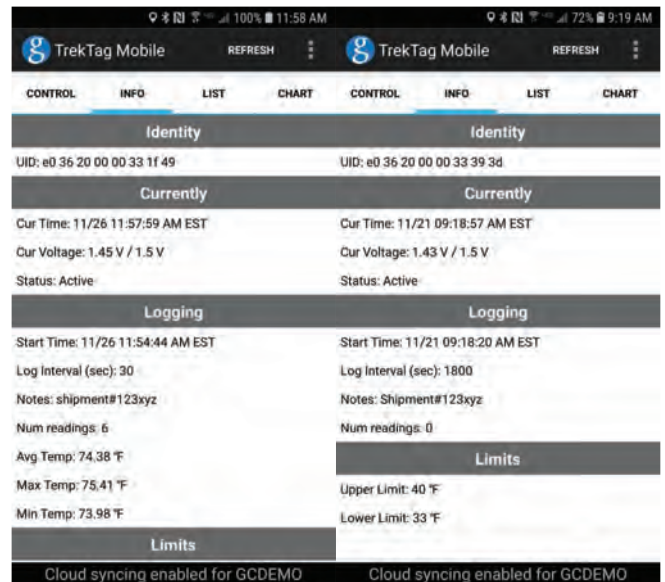 100% 11:58 AM
g TrekTag Mobile REFRESH
CONTROL INFO LIST CHART
Identity
UID: e0 36 20 00 00 33 1f 49
Currently
Cur Time: 11/26 11:57:59 AM EST
Cur Voltage: 1.45 V / 1.5 V
Status: Active
Logging
Start Time: 11/26 11:54:44 AM EST
Log Interval (sec): 30
Notes: shipment#123xyz
Num readings: 6
Avg Temp: 74.38 °F
Max Temp: 75.41 °F
Min Temp: 73.98 °F
Limits
Cloud syncing enabled for GCDEMO
72% 9:19 AM
g TrekTag Mobile REFRESH
CONTROL INFO LIST CHART
Identity
UID: e0 36 20 00 00 33 39 3d
Currently
Cur Time: 11/21 09:18:57 AM EST
Cur Voltage: 1.43 V / 1.5 V
Status: Active
Logging
Start Time: 11/21 09:18:20 AM EST
Log Interval (sec): 1800
Notes: Shipment#123xyz
Num readings: 0
Limits
Upper Limit: 40 °F
Lower Limit: 33 °F
Cloud syncing enabled for GCDEMO